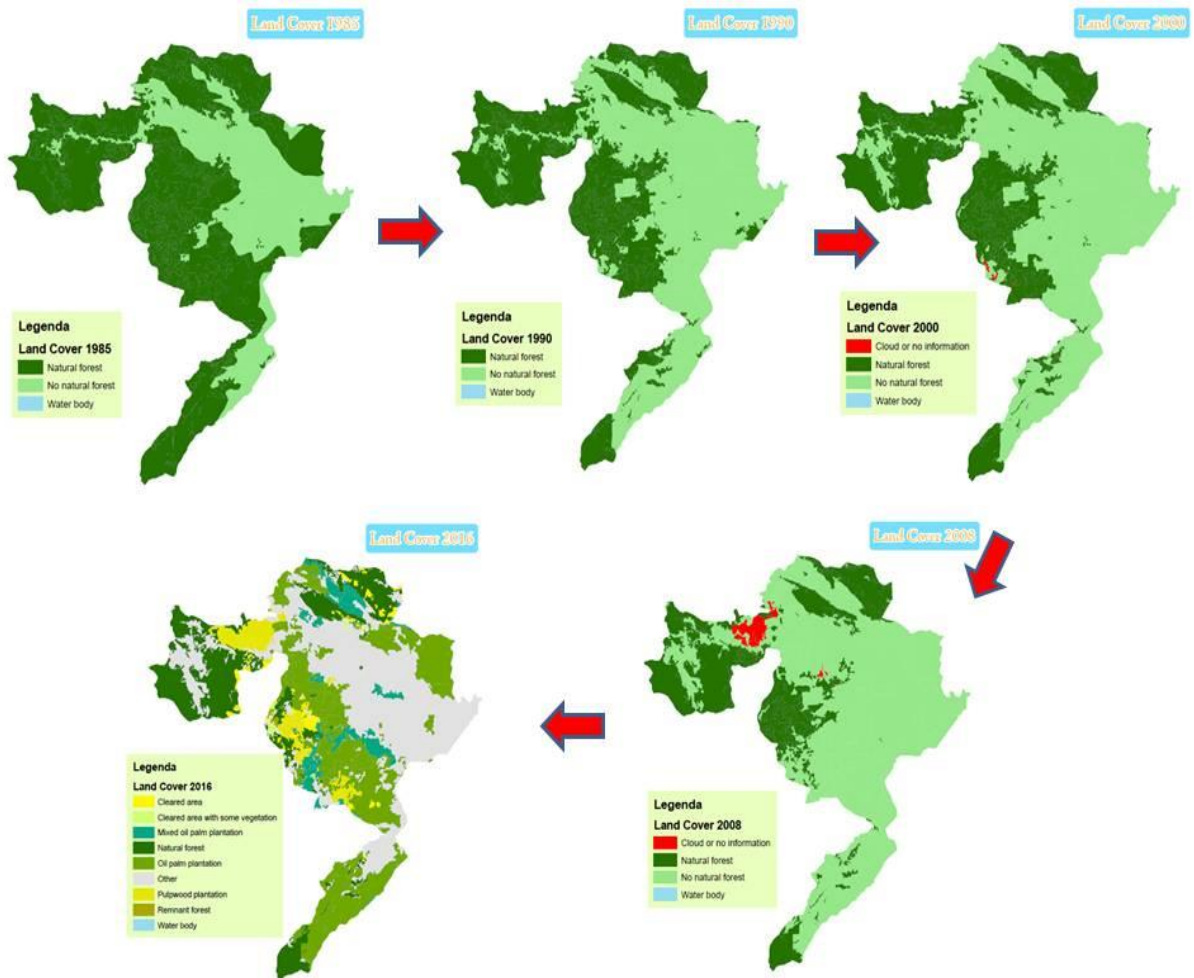 Land Cover 1985
Land Cover 1990
Land Cover 2000
Legenda
Land Cover 1985
Natural forest
No natural forest
Water body
Legenda
Land Cover 1990
Natural forest
No natural forest
Water body
Legenda
Land Cover 2000
Cloud or no information
Natural forest
No natural forest
Water body
Land Cover 2016
Land Cover 2008
Legenda
Land Cover 2016
Cleared area
Cleared area with some vegetation
Mixed oil palm plantation
Natural forest
Oil palm plantation
Other
Pulpwood plantation
Remnant forest
Water body
Legenda
Land Cover 2008
Cloud or no information
Natural forest
No natural forest
Water body